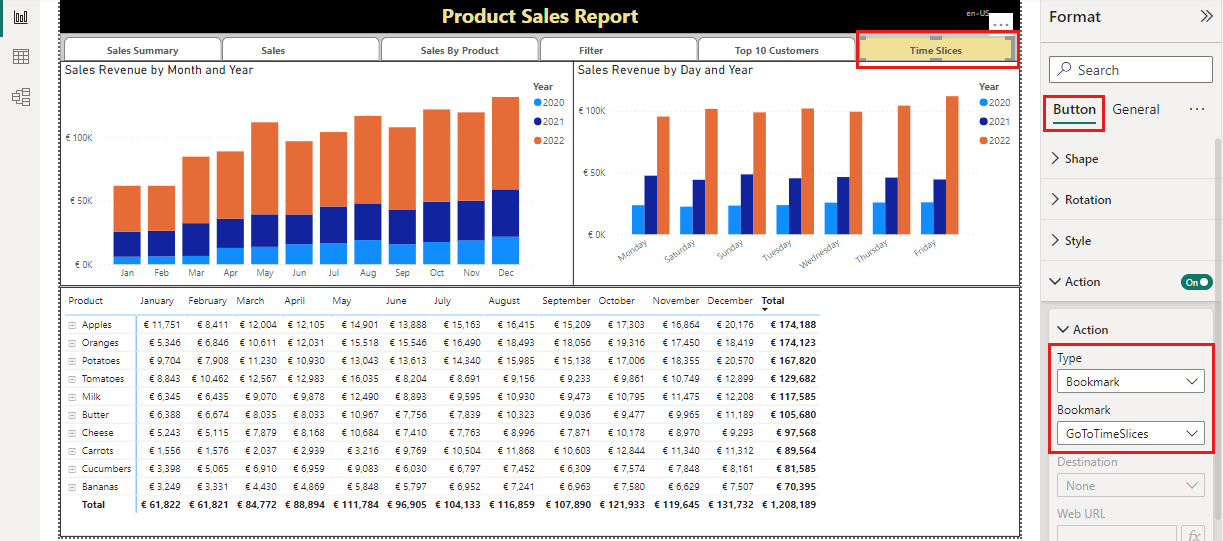 Product Sales Report
en-US
...
Sales Summary Sales Sales By Product Filter Top 10 Customers Time Slices
Sales Revenue by Month and Year
Year
2020
2021
2022
€ 100K
€ 50K
€ 0K
Jan Feb Mar Apr May Jun Jul Aug Sep Oct Nov Dec
Sales Revenue by Day and Year
Year
2020
2021
2022
€ 100K
€ 50K
€ 0K
Monday Saturday Sunday Tuesday Wednesday Thursday Friday
Product January February March April May June July August September October November December Total
Apples € 11,751 € 8,411 € 12,004 € 12,105 € 14,901 € 13,888 € 15,163 € 16,415 € 15,209 € 17,303 € 16,864 € 20,176 € 174,188
Oranges € 5,346 € 6,846 € 10,611 € 12,031 € 15,518 € 15,546 € 16,490 € 18,493 € 18,056 € 19,316 € 17,450 € 18,419 € 174,123
Potatoes € 9,704 € 7,908 € 11,230 € 10,930 € 13,043 € 13,613 € 14,340 € 15,985 € 15,138 € 17,006 € 18,355 € 20,570 € 167,820
Tomatoes € 8,843 € 10,462 € 12,567 € 12,983 € 16,035 € 8,204 € 8,691 € 9,156 € 9,233 € 9,861 € 10,749 € 12,899 € 129,682
Milk € 6,345 € 6,435 € 9,070 € 9,878 € 12,490 € 8,893 € 9,595 € 10,930 € 9,473 € 10,795 € 11,475 € 12,208 € 117,585
Butter € 6,388 € 6,674 € 8,035 € 8,033 € 10,967 € 7,756 € 7,839 € 10,323 € 9,036 € 9,477 € 9,965 € 11,189 € 105,680
Cheese € 5,243 € 5,115 € 7,879 € 8,168 € 10,684 € 7,410 € 7,763 € 8,996 € 7,871 € 10,178 € 8,970 € 9,293 € 97,568
Carrots € 1,556 € 1,576 € 2,037 € 2,939 € 3,216 € 9,769 € 10,504 € 11,868 € 10,603 € 12,844 € 11,340 € 11,312 € 89,564
Cucumbers € 3,398 € 5,065 € 6,910 € 6,959 € 9,083 € 6,030 € 6,797 € 7,452 € 6,309 € 7,574 € 7,848 € 8,161 € 81,585
Bananas € 3,249 € 3,331 € 4,430 € 4,869 € 5,848 € 5,797 € 6,952 € 7,241 € 6,963 € 7,580 € 6,629 € 7,507 € 70,395
Total € 61,822 € 61,821 € 84,772 € 88,894 € 111,784 € 96,905 € 104,133 € 116,859 € 107,890 € 121,933 € 119,645 € 131,732 € 1,208,189
Format
Search
Button General ...
Shape
Rotation
Style
Action On
Action
Type
Bookmark
Bookmark
GoToTimeSlices
Destination
None
Web URL
fx